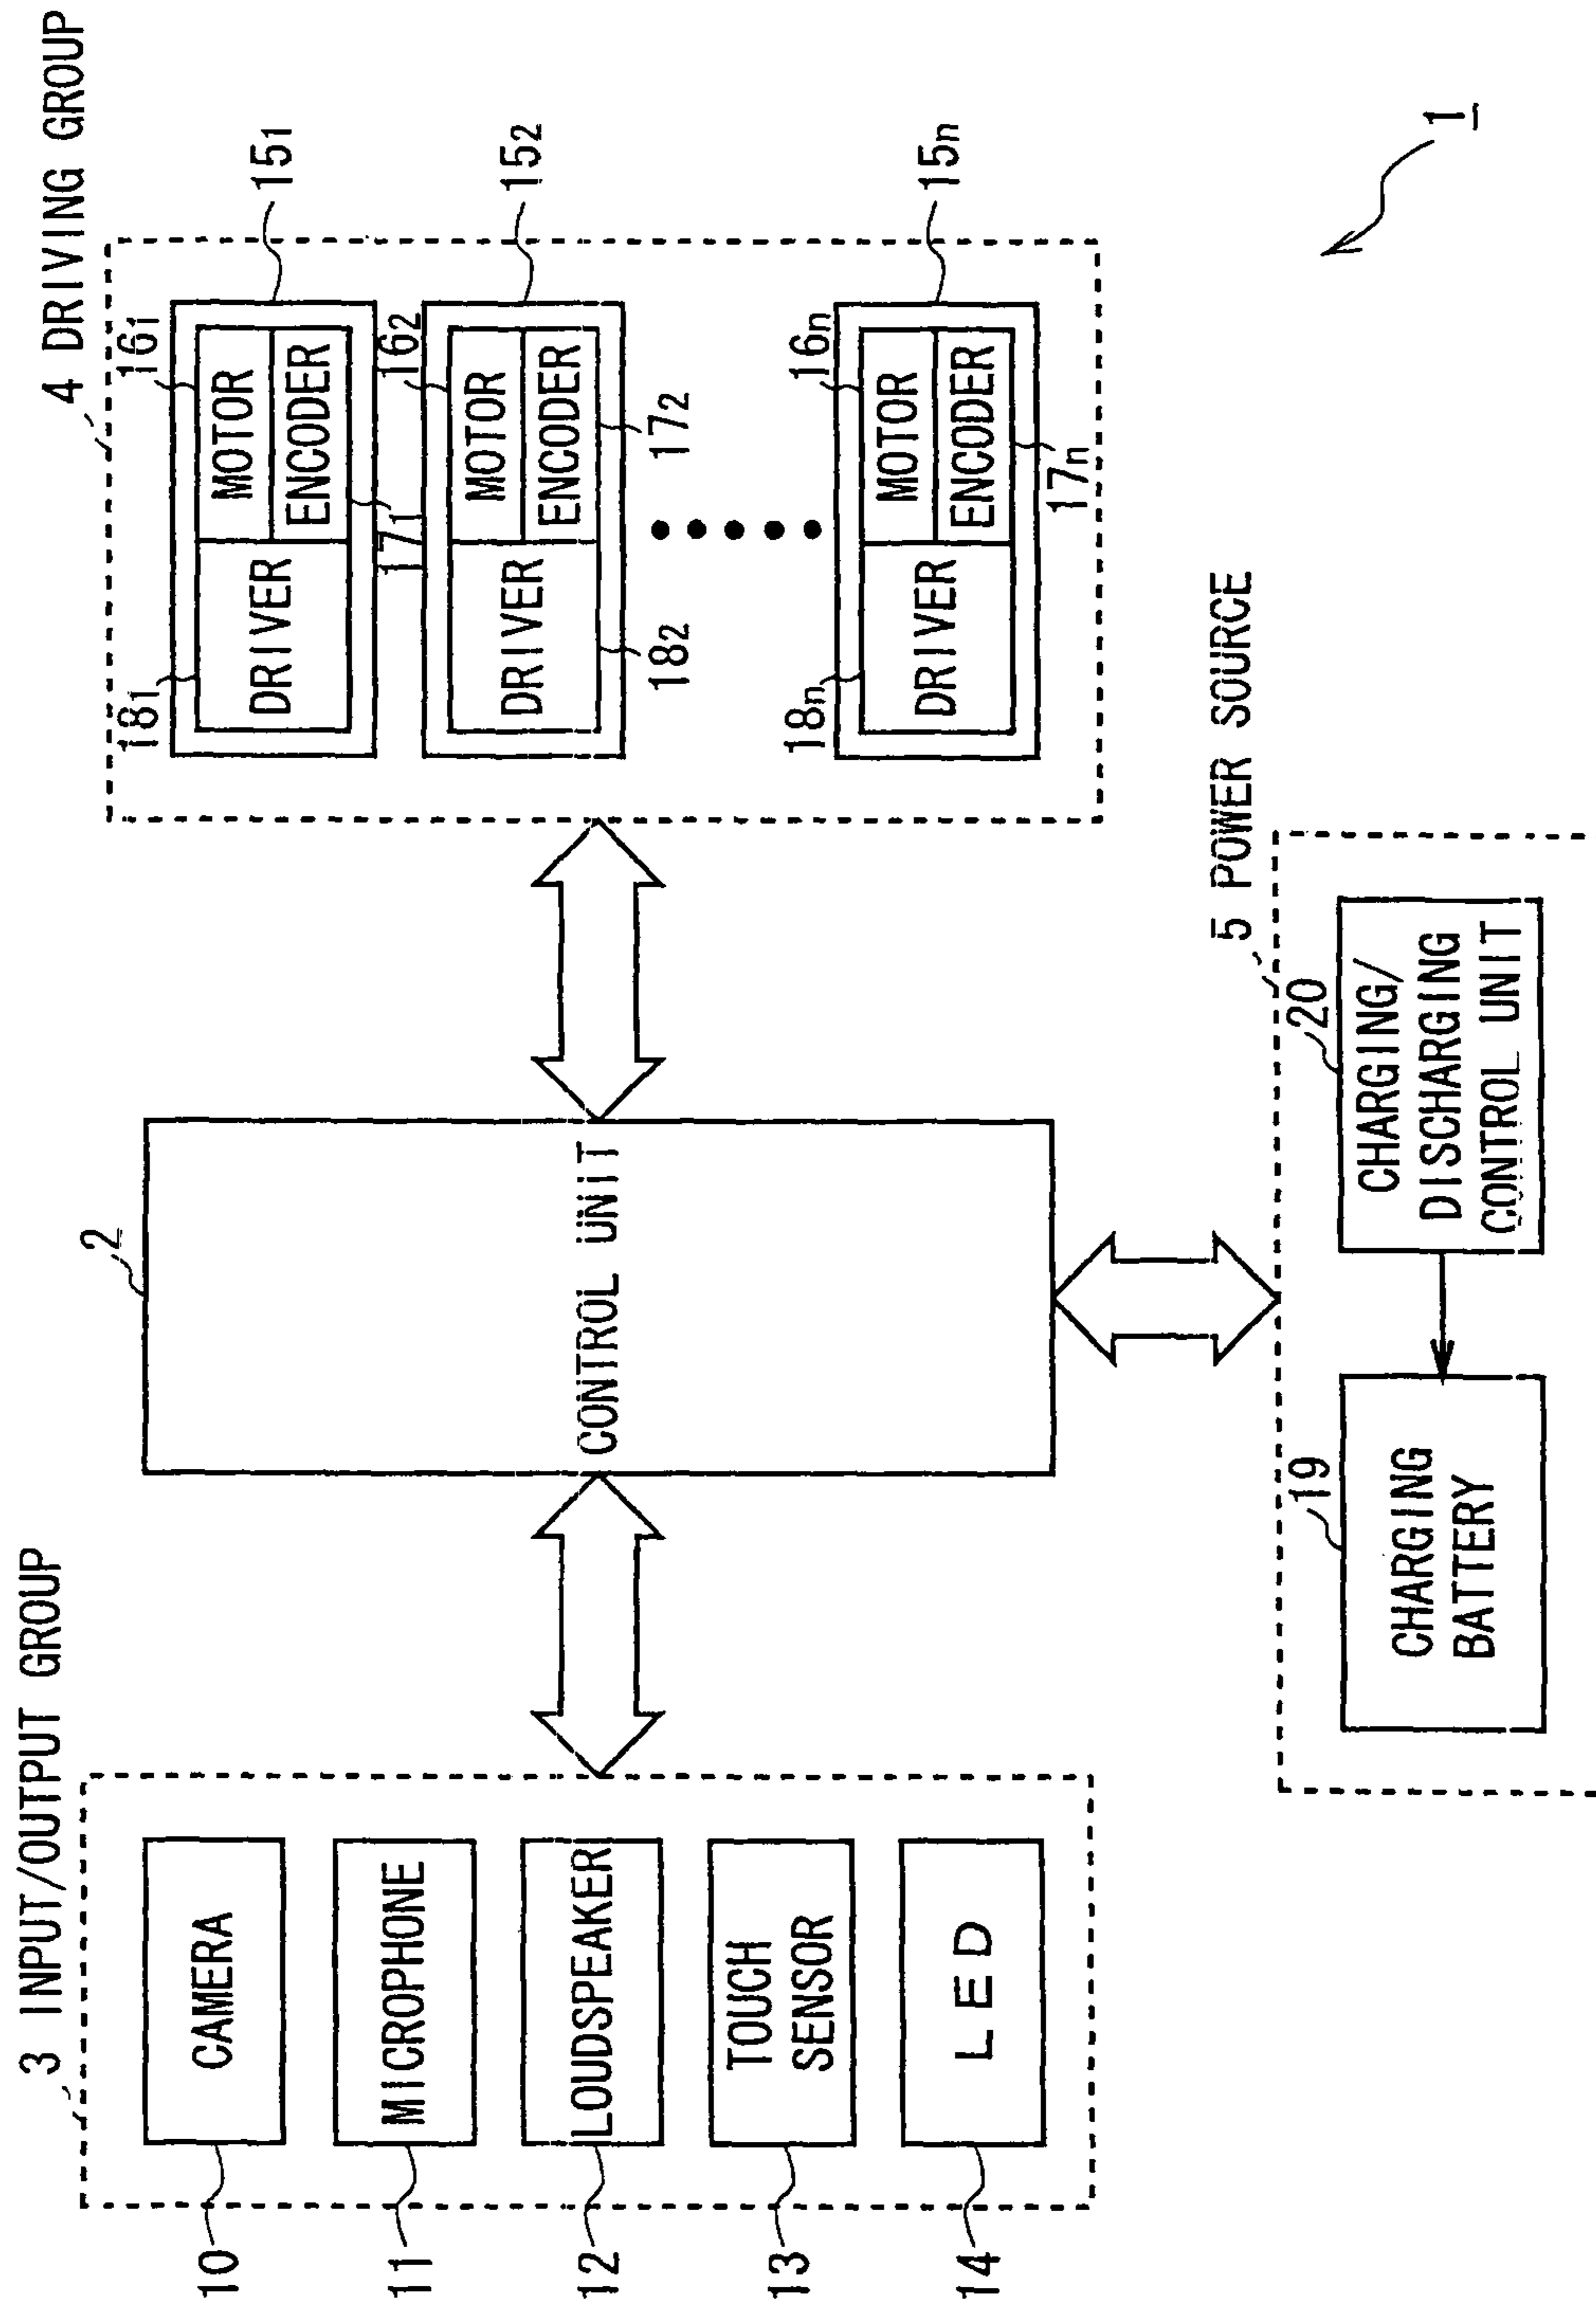 3 INPUT/OUTPUT GROUP
10
CAMERA
11
MICROPHONE
12
LOUDSPEAKER
13
TOUCH
SENSOR
14
LED
2
CONTROL UNIT
4 DRIVING GROUP
18₁
16₁
DRIVER
MOTOR
ENCODER
17₁
15₁
16₂
DRIVER
MOTOR
ENCODER
18₂
17₂
15₂
18ₙ
16ₙ
DRIVER
MOTOR
ENCODER
17ₙ
15ₙ
5 POWER SOURCE
19
CHARGING
BATTERY
20
CHARGING/
DISCHARGING
CONTROL UNIT
1